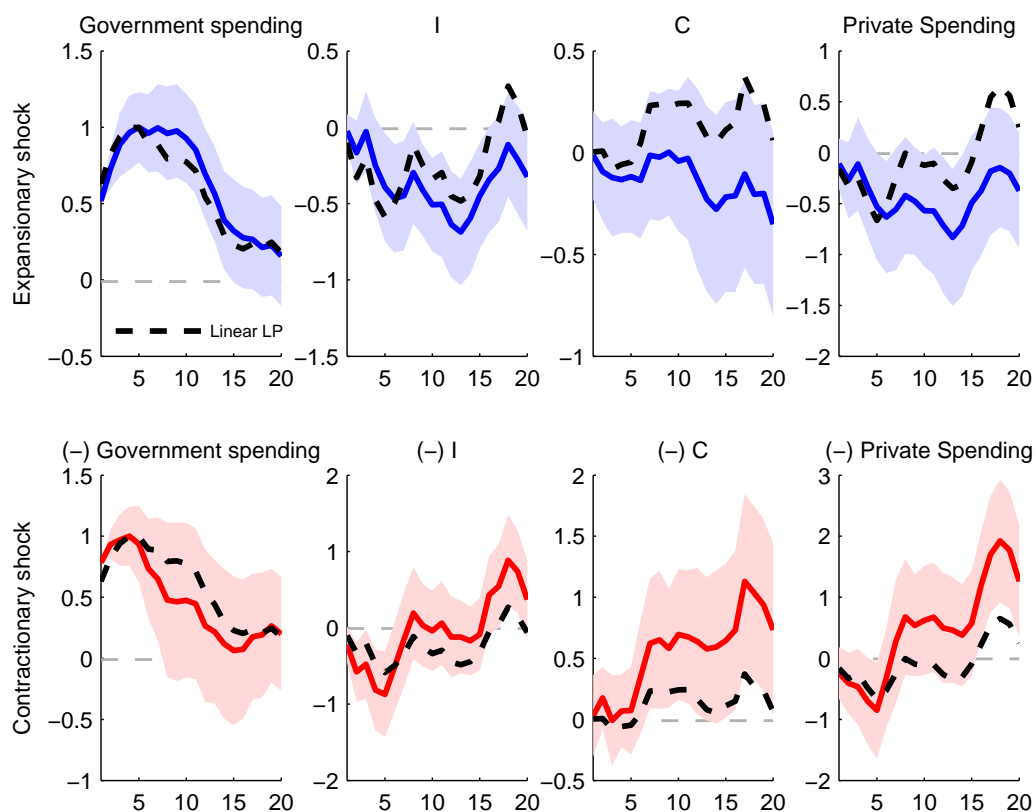 Government spending
I
C
Private Spending
Expansionary shock
1.5
1
0.5
0
−0.5
Linear LP
5 10 15 20
0.5
0
−0.5
−1
−1.5
5 10 15 20
0.5
0
−0.5
−1
5 10 15 20
1
0.5
0
−0.5
−1
−1.5
−2
5 10 15 20
(−) Government spending
(−) I
(−) C
(−) Private Spending
Contractionary shock
1.5
1
0.5
0
−0.5
−1
5 10 15 20
2
1
0
−1
−2
5 10 15 20
2
1.5
1
0.5
0
−0.5
5 10 15 20
3
2
1
0
−1
−2
5 10 15 20